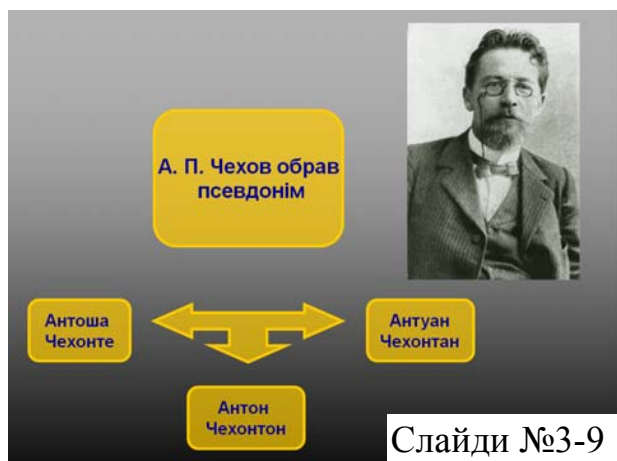 А. П. Чехов обрав
псевдонім
Антоша
Чехонте
Антуан
Чехонтан
Антон
Чехонтон
Слайди №3-9